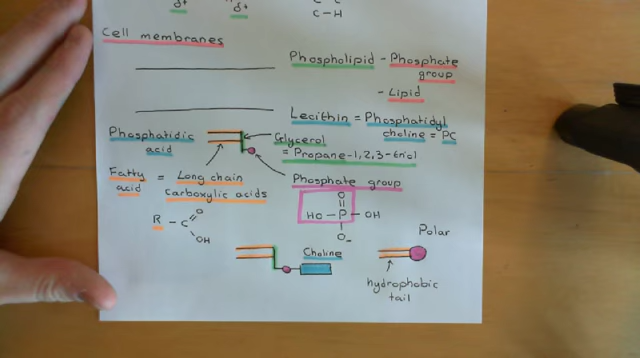 δ+
δ+
C - C
C - H
Cell membranes
Phospholipid - Phosphate
group
- Lipid
Lecithin = Phosphatidyl
choline = PC
Phosphatidic
acid
Glycerol
= Propane-1,2,3-triol
Fatty = Long chain
acid carboxylic acids
Phosphate group
R - C
O
OH
O
HO - P - OH
O-
Choline
Polar
hydrophobic
tail